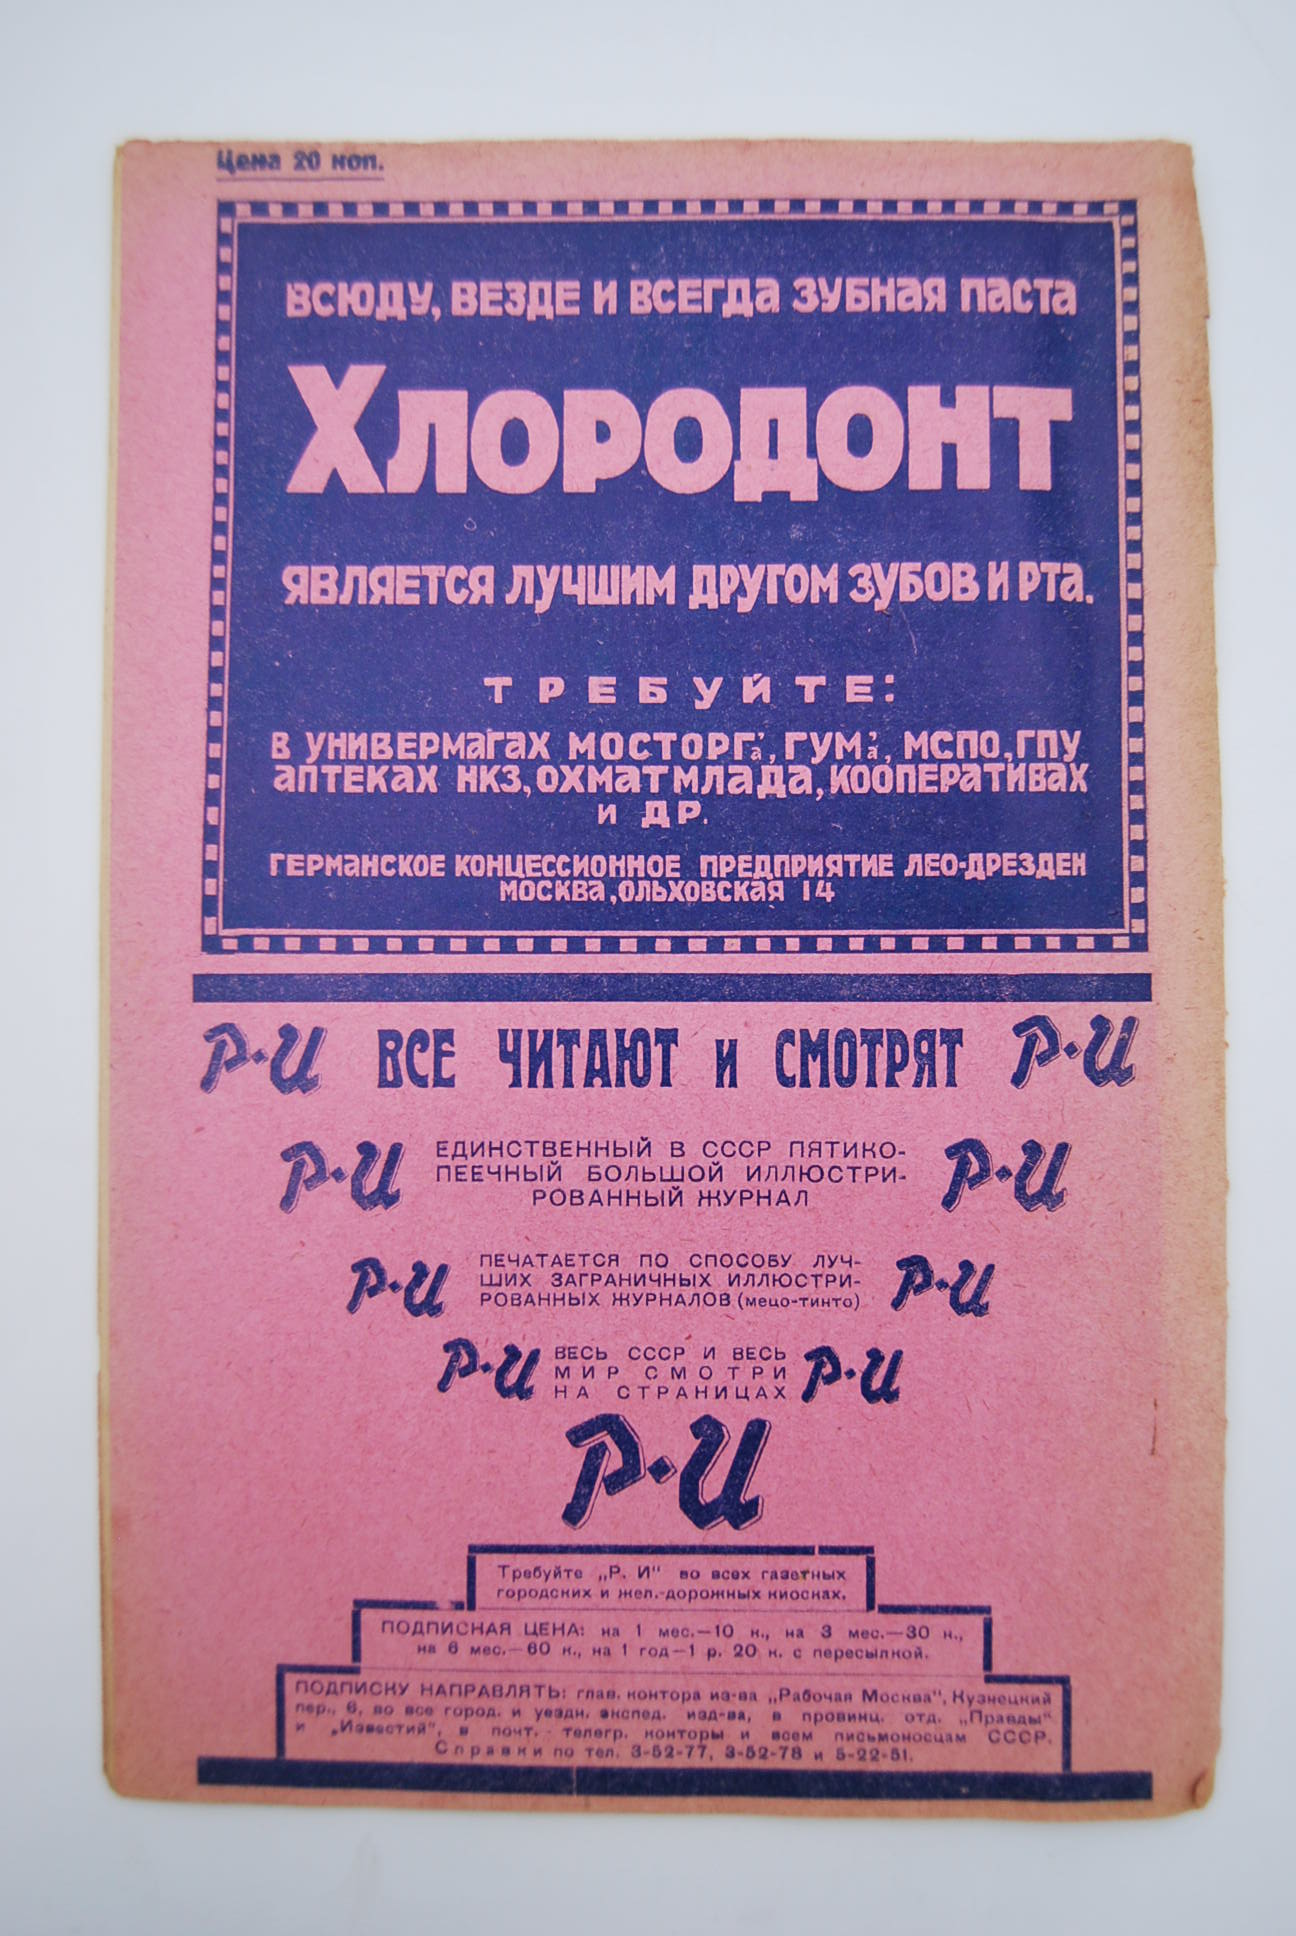 Цена 20 коп.
ВСЮДУ, ВЕЗДЕ И ВСЕГДА ЗУБНАЯ ПАСТА
ХЛОРОДОНТ
ЯВЛЯЕТСЯ ЛУЧШИМ ДРУГОМ ЗУБОВ И РТА.
ТРЕБУЙТЕ:
В УНИВЕРМАГАХ МОСТОРГ'а, ГУМ'а, МСПО, ГПУ
АПТЕКАХ НКЗ, ОХМАТМЛАДА, КООПЕРАТИВАХ
И ДР.
ГЕРМАНСКОЕ КОНЦЕССИОННОЕ ПРЕДПРИЯТИЕ ЛЕО-ДРЕЗДЕН
МОСКВА, ОЛЬХОВСКАЯ 14
Р·И ВСЕ ЧИТАЮТ и СМОТРЯТ Р·И
Р·И ЕДИНСТВЕННЫЙ В СССР ПЯТИКО- Р·И
ПЕЕЧНЫЙ БОЛЬШОЙ ИЛЛЮСТРИ-
РОВАННЫЙ ЖУРНАЛ
Р·И ПЕЧАТАЕТСЯ ПО СПОСОБУ ЛУЧ- Р·И
ШИХ ЗАГРАНИЧНЫХ ИЛЛЮСТРИ-
РОВАННЫХ ЖУРНАЛОВ (мецо-тинто)
Р·И ВЕСЬ СССР И ВЕСЬ Р·И
МИР СМОТРИ
НА СТРАНИЦАХ
Р·И
Требуйте „Р. И" во всех газетных
городских и жел.-дорожных киосках.
ПОДПИСНАЯ ЦЕНА: на 1 мес.—10 к., на 3 мес.—30 к.,
на 6 мес.—60 к., на 1 год—1 р. 20 к. с пересылкой.
ПОДПИСКУ НАПРАВЛЯТЬ: глав. контора из-ва „Рабочая Москва", Кузнецкий
пер., 6, во все город. и уездн. экспед. изд-ва, в провинц. отд. „Правды"
и „Известий", в почт.-телегр. конторы и всем письмоносцам СССР.
Справки по тел. 3-52-77, 3-52-78 и 5-22-51.